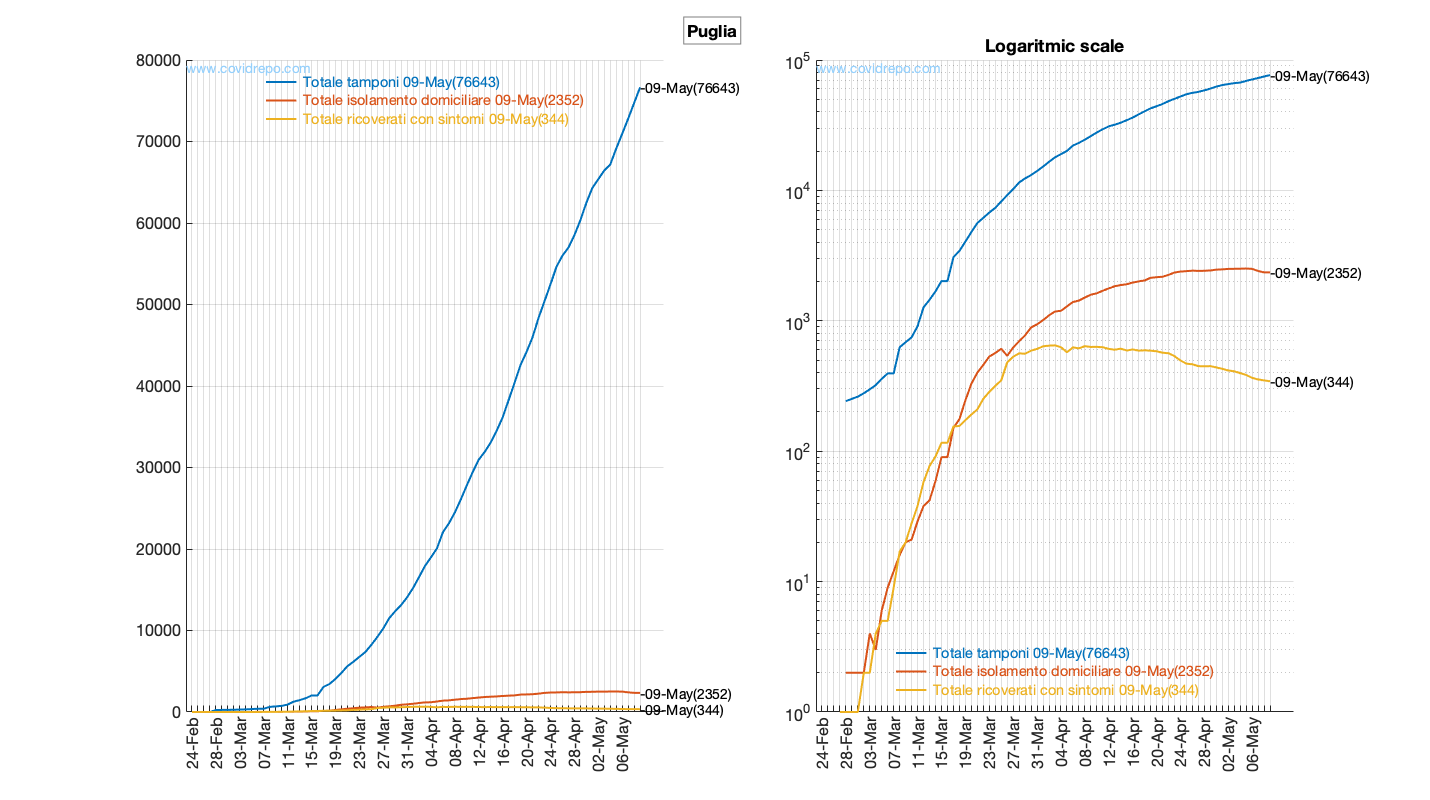 Puglia
www.covidrepo.com
Totale tamponi 09-May(76643)
Totale isolamento domiciliare 09-May(2352)
Totale ricoverati con sintomi 09-May(344)
80000
70000
60000
50000
40000
30000
20000
10000
0
-09-May(76643)
-09-May(2352)
-09-May(344)
24-Feb
28-Feb
03-Mar
07-Mar
11-Mar
15-Mar
19-Mar
23-Mar
27-Mar
31-Mar
04-Apr
08-Apr
12-Apr
16-Apr
20-Apr
24-Apr
28-Apr
02-May
06-May
Logaritmic scale
www.covidrepo.com
10^5
10^4
10^3
10^2
10^1
10^0
-09-May(76643)
-09-May(2352)
-09-May(344)
Totale tamponi 09-May(76643)
Totale isolamento domiciliare 09-May(2352)
Totale ricoverati con sintomi 09-May(344)
24-Feb
28-Feb
03-Mar
07-Mar
11-Mar
15-Mar
19-Mar
23-Mar
27-Mar
31-Mar
04-Apr
08-Apr
12-Apr
16-Apr
20-Apr
24-Apr
28-Apr
02-May
06-May